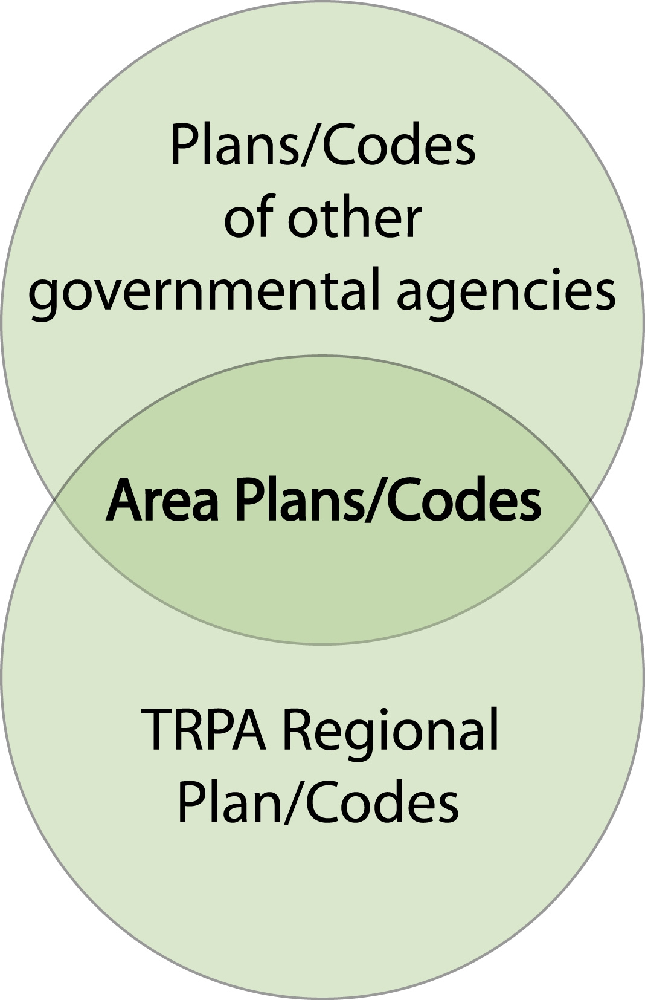 Plans/Codes
of other
governmental agencies
Area Plans/Codes
TRPA Regional
Plan/Codes